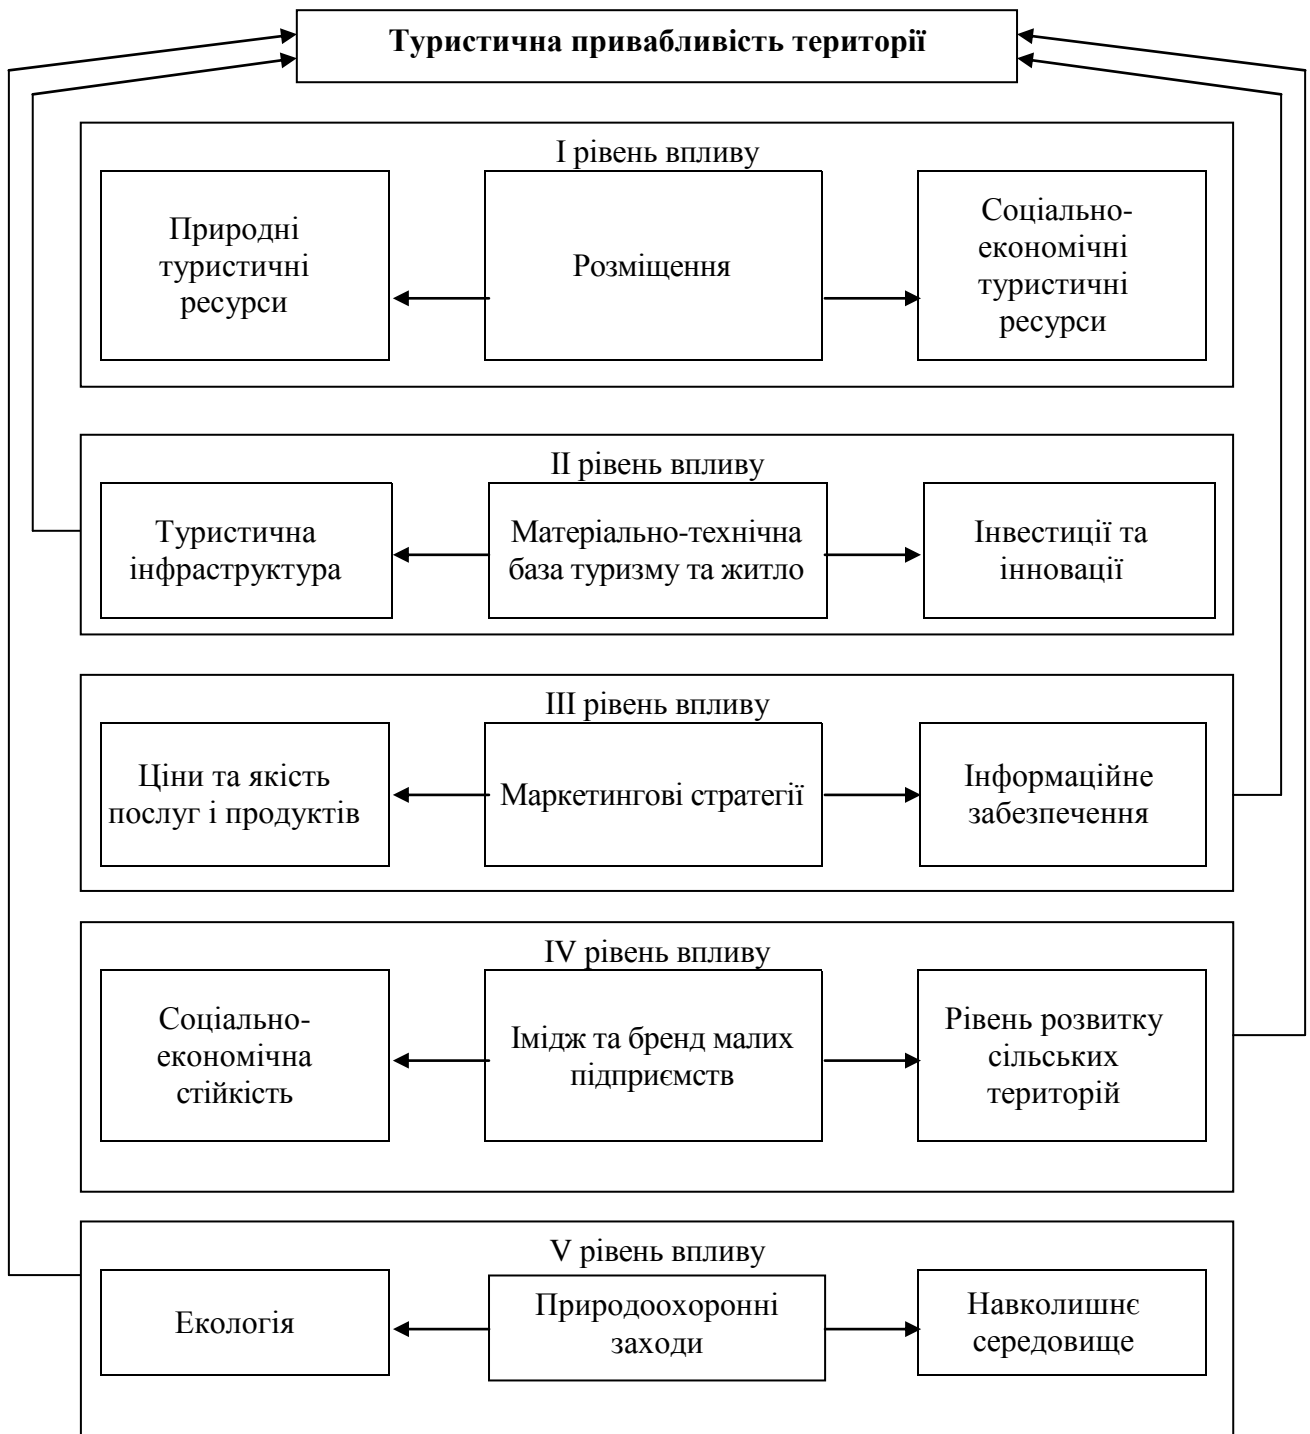 Туристична привабливість території
І рівень впливу
Природні
туристичні
ресурси
Розміщення
Соціально-
економічні
туристичні
ресурси
ІІ рівень впливу
Туристична
інфраструктура
Матеріально-технічна
база туризму та житло
Інвестиції та
інновації
ІІІ рівень впливу
Ціни та якість
послуг і продуктів
Маркетингові стратегії
Інформаційне
забезпечення
IV рівень впливу
Соціально-
економічна
стійкість
Імідж та бренд малих
підприємств
Рівень розвитку
сільських
територій
V рівень впливу
Екологія
Природоохоронні
заходи
Навколишнє
середовище